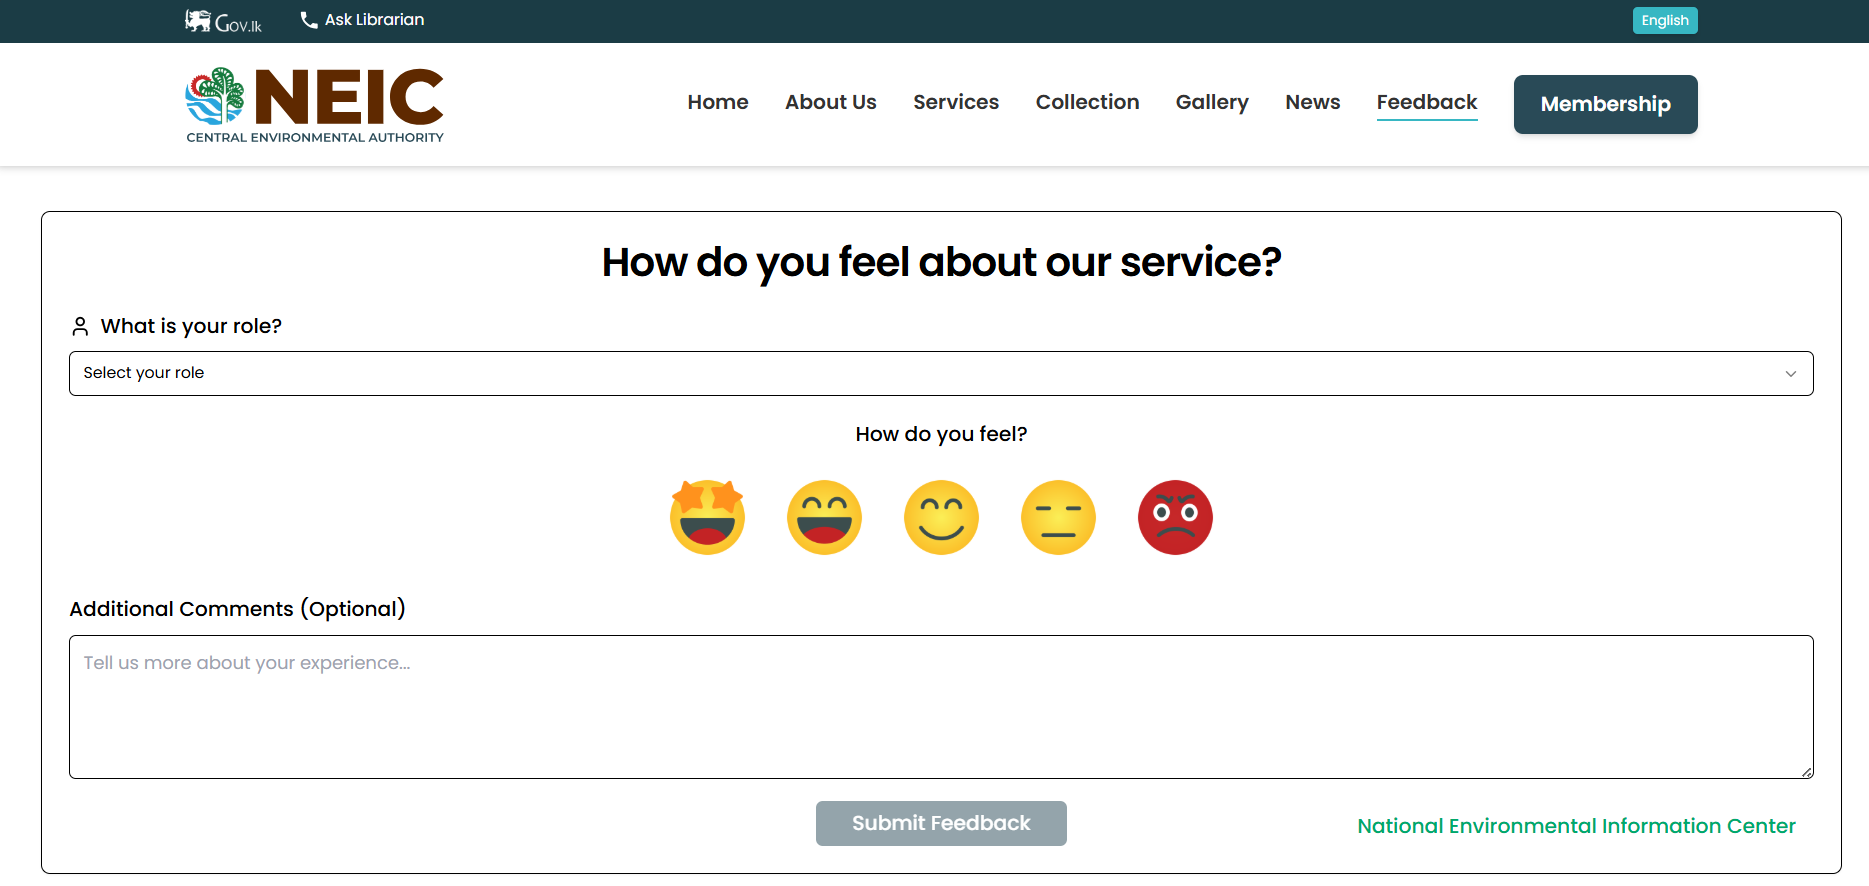 Gov.lk
Ask Librarian
English
NEIC
CENTRAL ENVIRONMENTAL AUTHORITY
Home
About Us
Services
Collection
Gallery
News
Feedback
Membership
How do you feel about our service?
What is your role?
Select your role
How do you feel?
Additional Comments (Optional)
Tell us more about your experience...
Submit Feedback
National Environmental Information Center